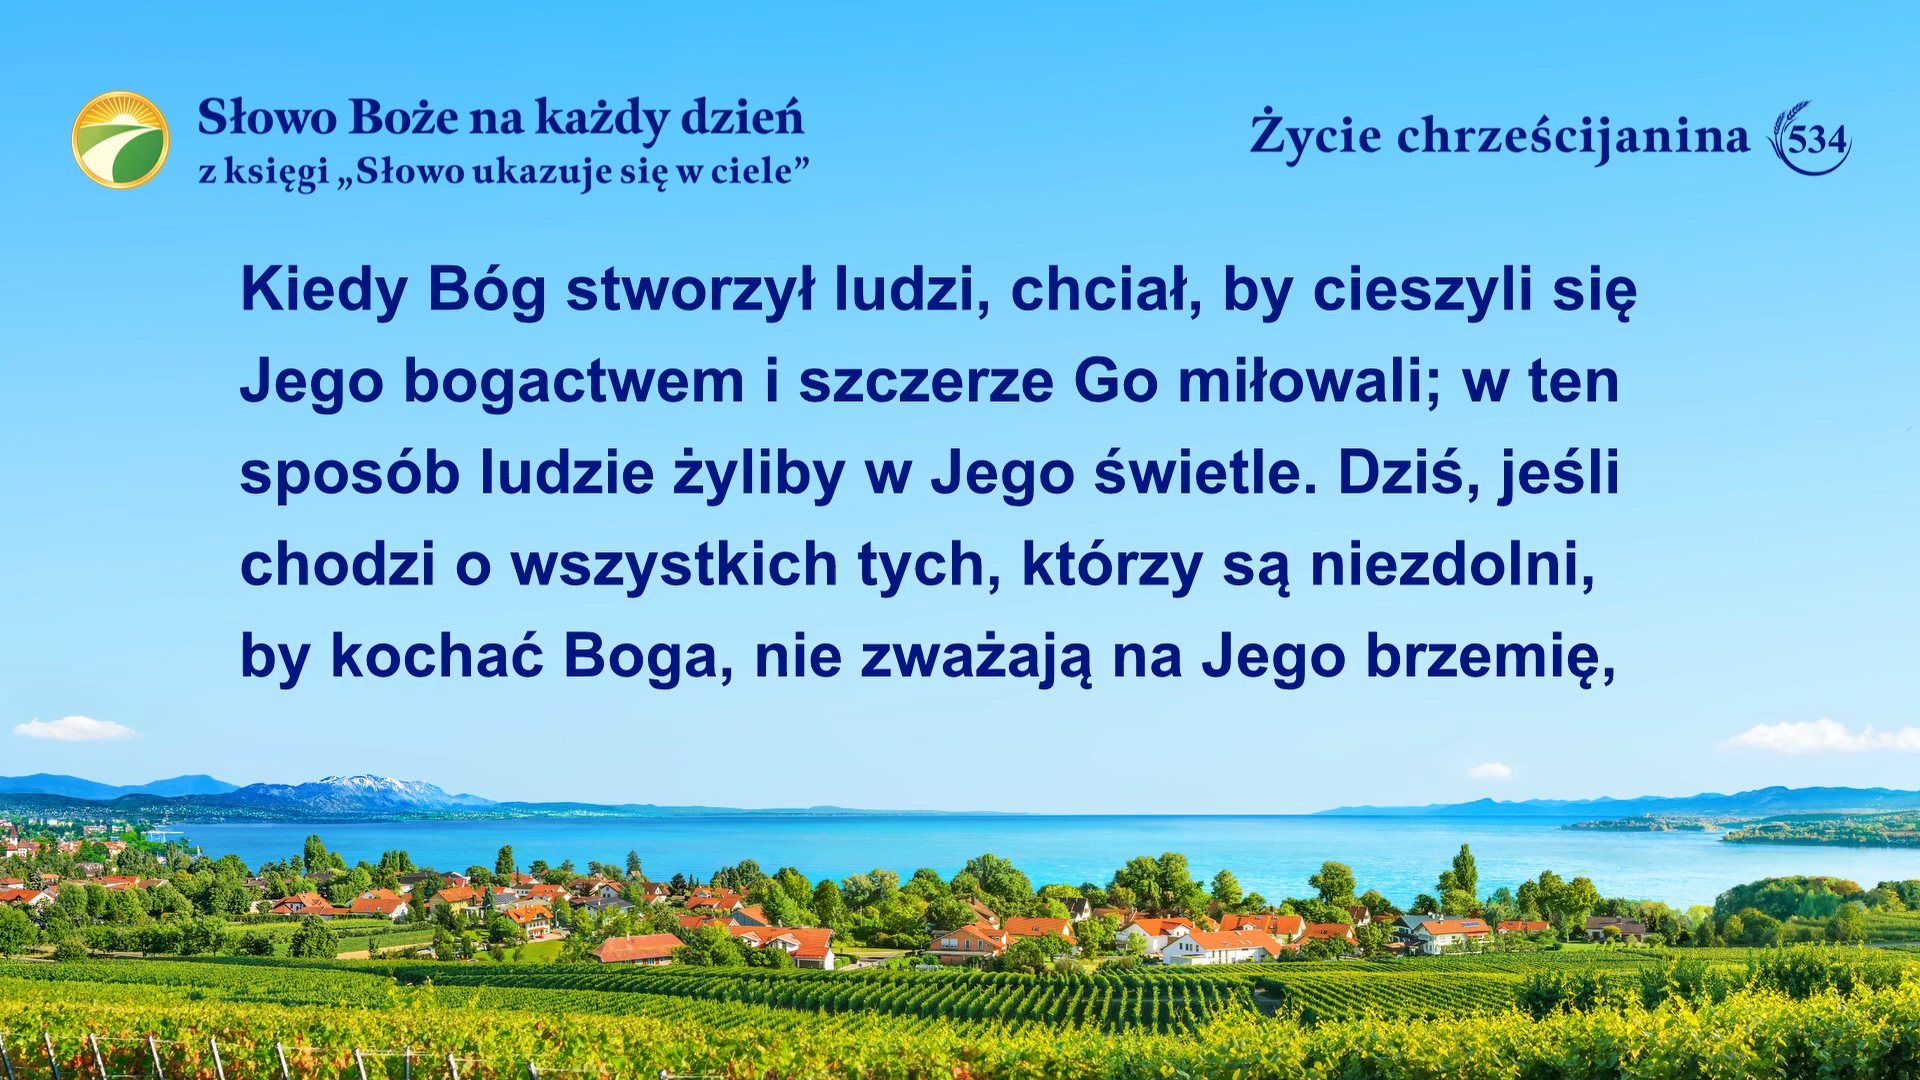 Słowo Boże na każdy dzień
z księgi „Słowo ukazuje się w ciele”
Życie chrześcijanina 534
Kiedy Bóg stworzył ludzi, chciał, by cieszyli się
Jego bogactwem i szczerze Go miłowali; w ten
sposób ludzie żyliby w Jego świetle. Dziś, jeśli
chodzi o wszystkich tych, którzy są niezdolni,
by kochać Boga, nie zważają na Jego brzemię,